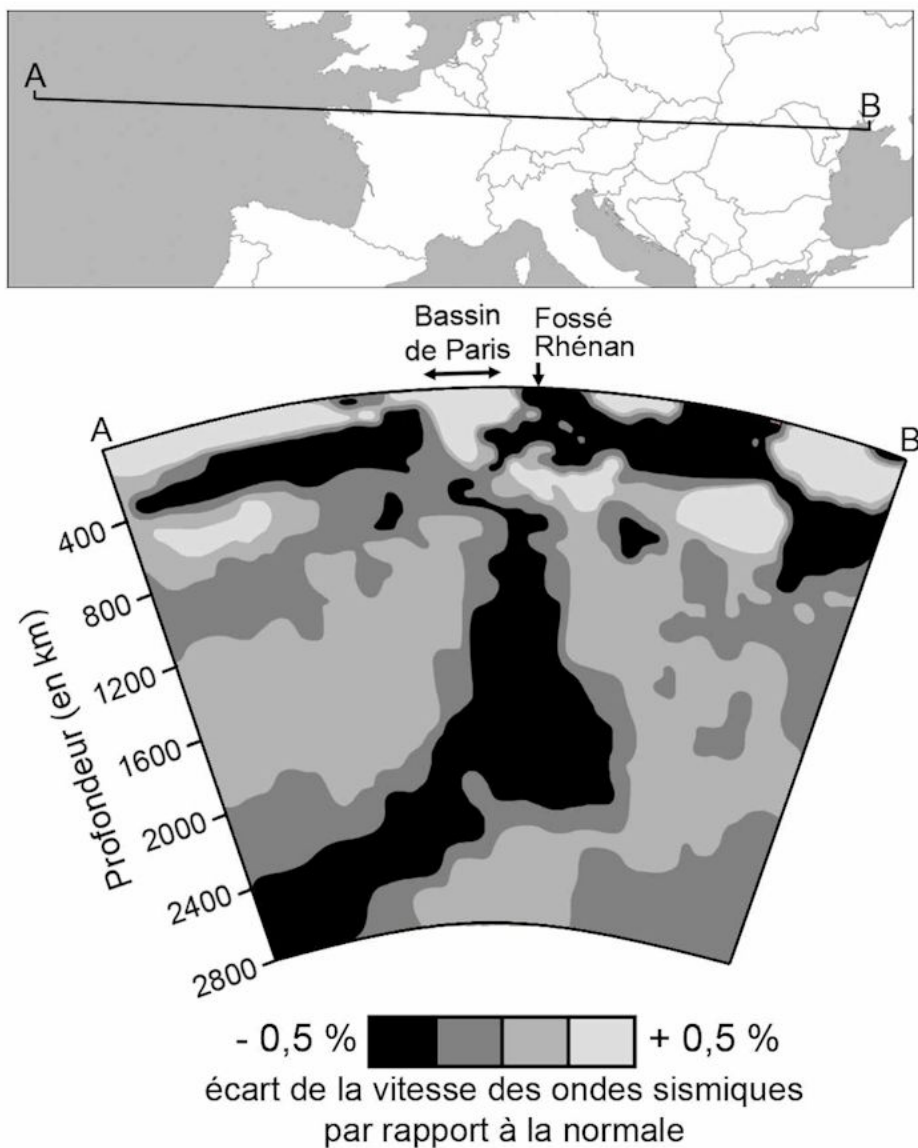 A
B
Bassin
de Paris
Fossé
Rhénan
A
B
Profondeur (en km)
400
800
1200
1600
2000
2400
2800
- 0,5 %
+ 0,5 %
écart de la vitesse des ondes sismiques
par rapport à la normale